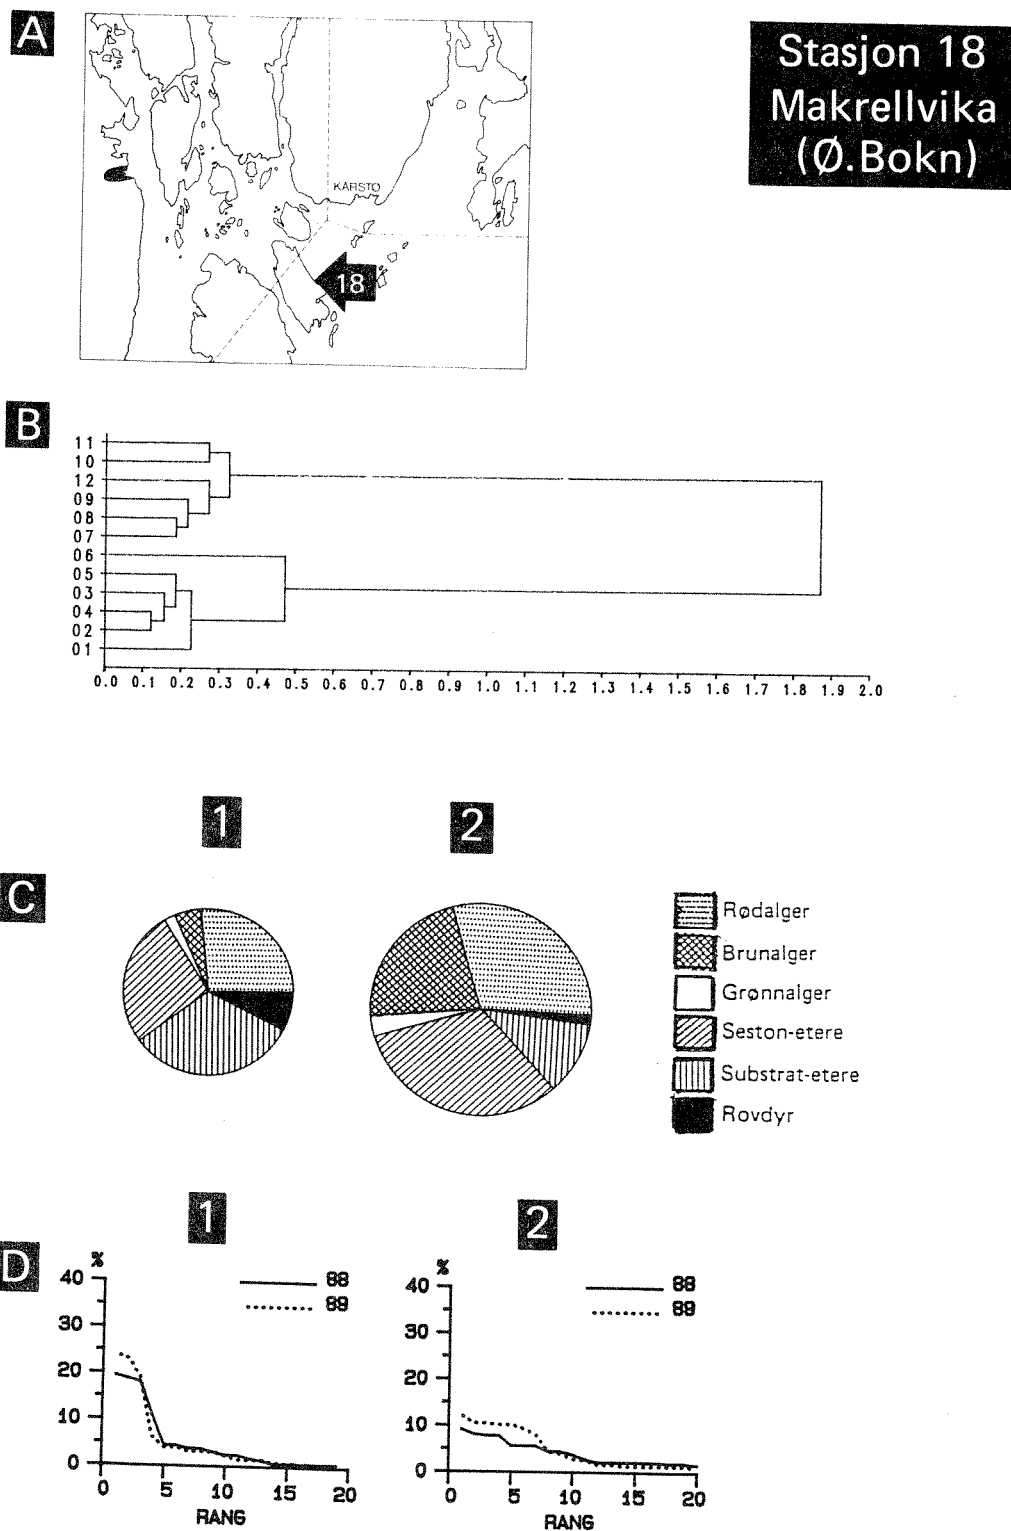 A
Stasjon 18
Makrellvika
(Ø.Bokn)
KÅRSTØ
18
B
11
10
12
09
08
07
06
05
03
04
02
01
0.0 0.1 0.2 0.3 0.4 0.5 0.6 0.7 0.8 0.9 1.0 1.1 1.2 1.3 1.4 1.5 1.6 1.7 1.8 1.9 2.0
1 2
C
Rødalger
Brunalger
Grønnalger
Seston-etere
Substrat-etere
Rovdyr
1 2
D
%
40
30
20
10
0
88
89
0 5 10 15 20
RANG
%
40
30
20
10
0
88
89
0 5 10 15 20
RANG